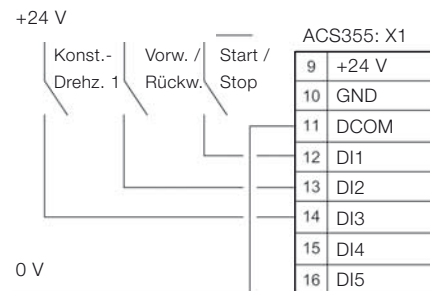 +24 V
Konst.-
Drehz. 1
Vorw. /
Rückw.
Start /
Stop
ACS355: X1
9 +24 V
10 GND
11 DCOM
12 DI1
13 DI2
14 DI3
15 DI4
16 DI5
0 V